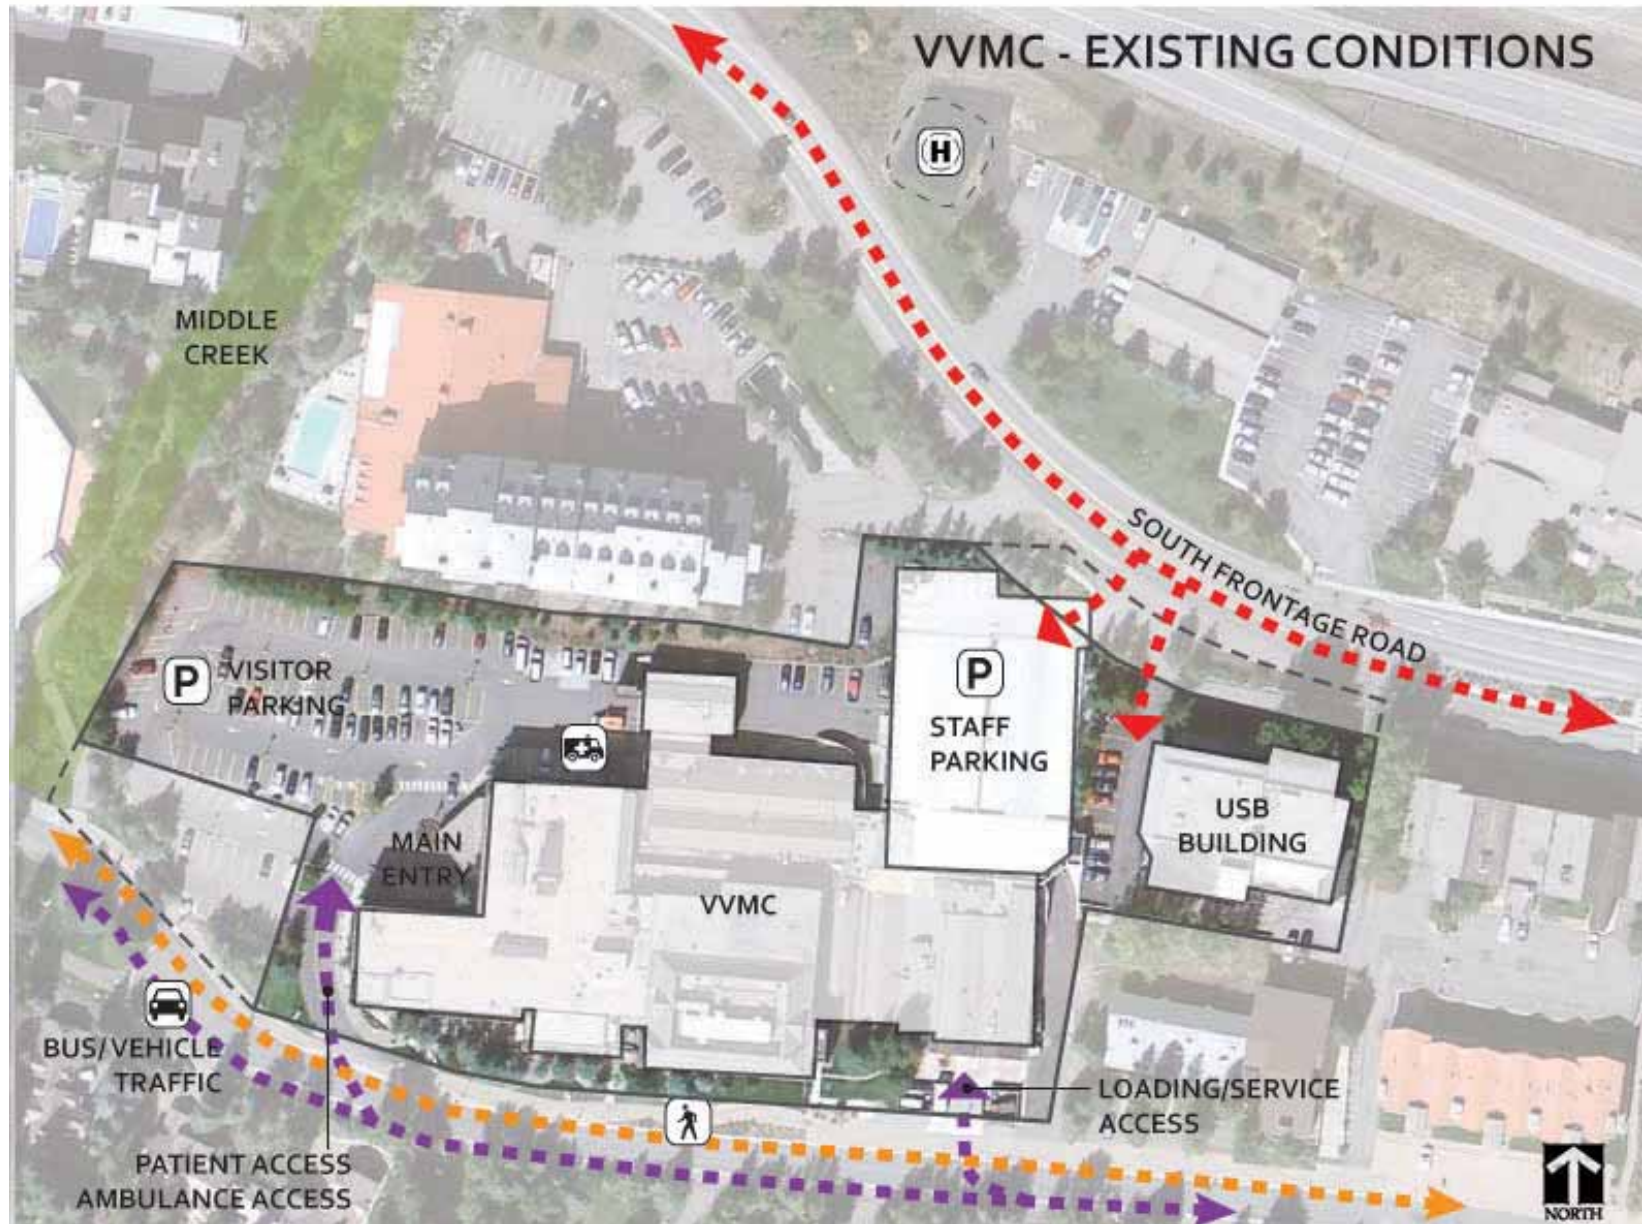 VVMC - EXISTING CONDITIONS
H
MIDDLE
CREEK
SOUTH FRONTAGE ROAD
P
VISITOR
PARKING
P
STAFF
PARKING
USB
BUILDING
MAIN
ENTRY
VVMC
BUS/VEHICLE
TRAFFIC
LOADING/SERVICE
ACCESS
PATIENT ACCESS
AMBULANCE ACCESS
NORTH